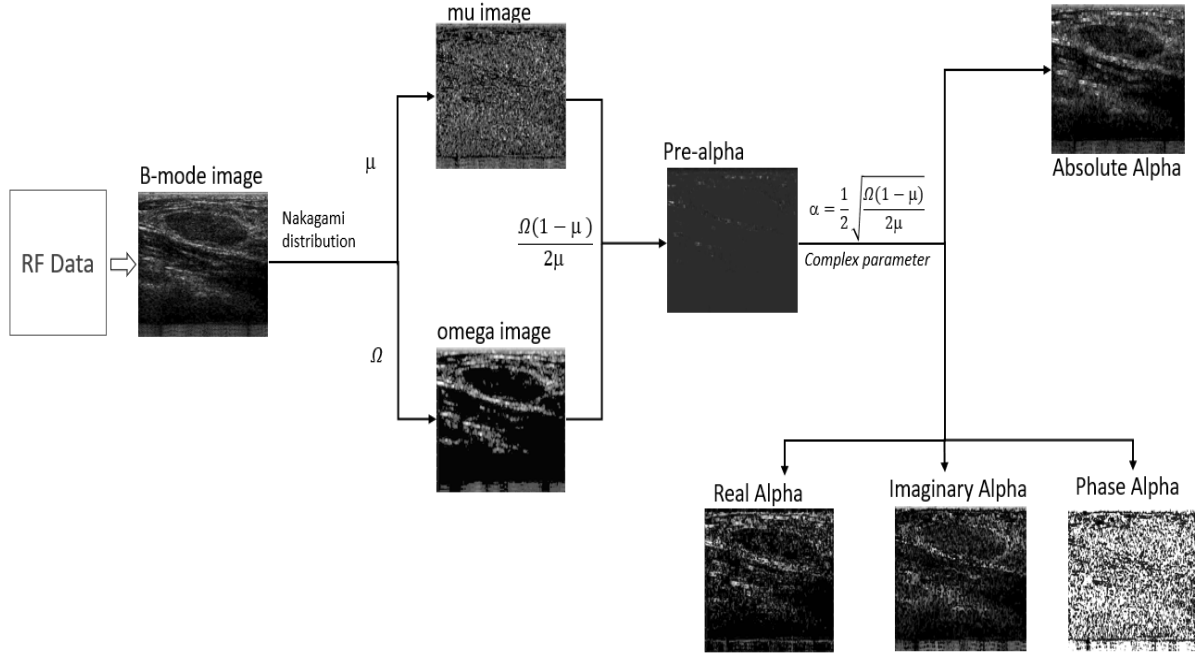 mu image
μ
B-mode image
RF Data
Nakagami
distribution
Ω
omega image
Ω(1 − μ)
2μ
Pre-alpha
α = 1/2 √(Ω(1 − μ)/2μ)
Complex parameter
Absolute Alpha
Real Alpha
Imaginary Alpha
Phase Alpha